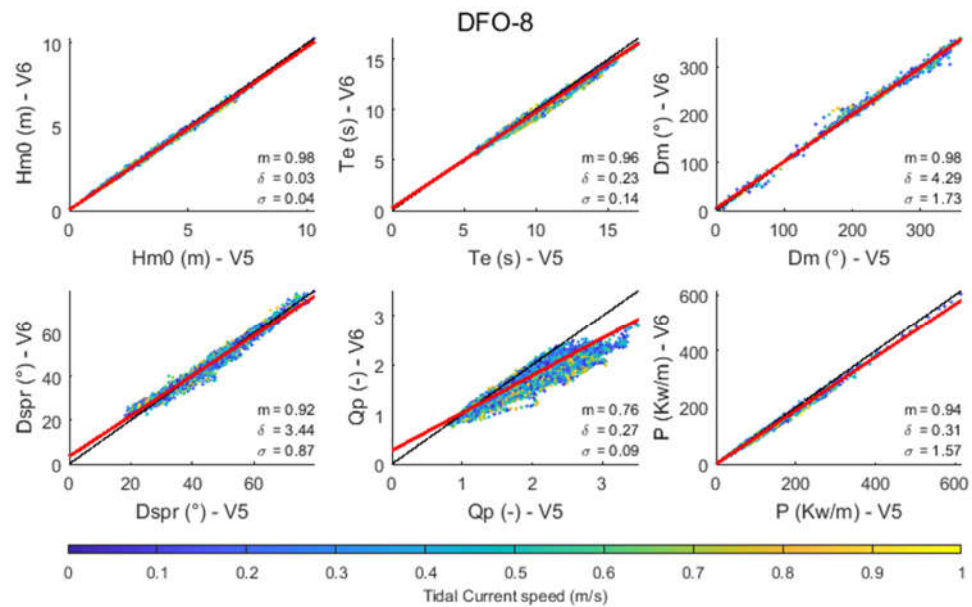 DFO-8
10
5
0
0 5 10
Hm0 (m) - V6
Hm0 (m) - V5
m = 0.98
δ = 0.03
σ = 0.04
15
10
5
0
0 5 10 15
Te (s) - V6
Te (s) - V5
m = 0.96
δ = 0.23
σ = 0.14
300
200
100
0
0 100 200 300
Dm (°) - V6
Dm (°) - V5
m = 0.98
δ = 4.29
σ = 1.73
60
40
20
0
0 20 40 60
Dspr (°) - V6
Dspr (°) - V5
m = 0.92
δ = 3.44
σ = 0.87
3
2
1
0
0 1 2 3
Qp (-) - V6
Qp (-) - V5
m = 0.76
δ = 0.27
σ = 0.09
600
400
200
0
0 200 400 600
P (Kw/m) - V6
P (Kw/m) - V5
m = 0.94
δ = 0.31
σ = 1.57
0 0.1 0.2 0.3 0.4 0.5 0.6 0.7 0.8 0.9 1
Tidal Current speed (m/s)